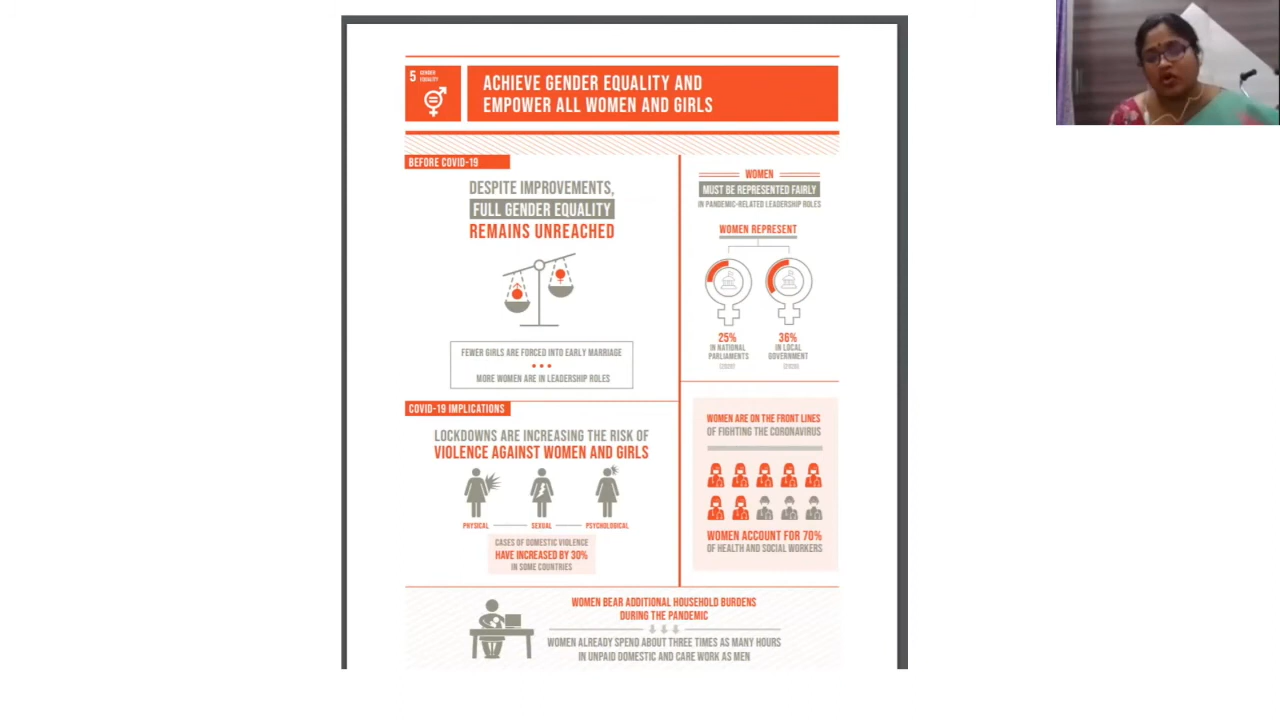 5 GENDER
EQUALITY
ACHIEVE GENDER EQUALITY AND
EMPOWER ALL WOMEN AND GIRLS
BEFORE COVID-19
DESPITE IMPROVEMENTS,
FULL GENDER EQUALITY
REMAINS UNREACHED
FEWER GIRLS ARE FORCED INTO EARLY MARRIAGE
MORE WOMEN ARE IN LEADERSHIP ROLES
WOMEN
MUST BE REPRESENTED FAIRLY
IN PANDEMIC-RELATED LEADERSHIP ROLES
WOMEN REPRESENT
25%
IN NATIONAL
PARLIAMENTS
36%
IN LOCAL
GOVERNMENT
COVID-19 IMPLICATIONS
LOCKDOWNS ARE INCREASING THE RISK OF
VIOLENCE AGAINST WOMEN AND GIRLS
PHYSICAL SEXUAL PSYCHOLOGICAL
CASES OF DOMESTIC VIOLENCE
HAVE INCREASED BY 30%
IN SOME COUNTRIES
WOMEN ARE ON THE FRONT LINES
OF FIGHTING THE CORONAVIRUS
WOMEN ACCOUNT FOR 70%
OF HEALTH AND SOCIAL WORKERS
WOMEN BEAR ADDITIONAL HOUSEHOLD BURDENS
DURING THE PANDEMIC
WOMEN ALREADY SPEND ABOUT THREE TIMES AS MANY HOURS
IN UNPAID DOMESTIC AND CARE WORK AS MEN